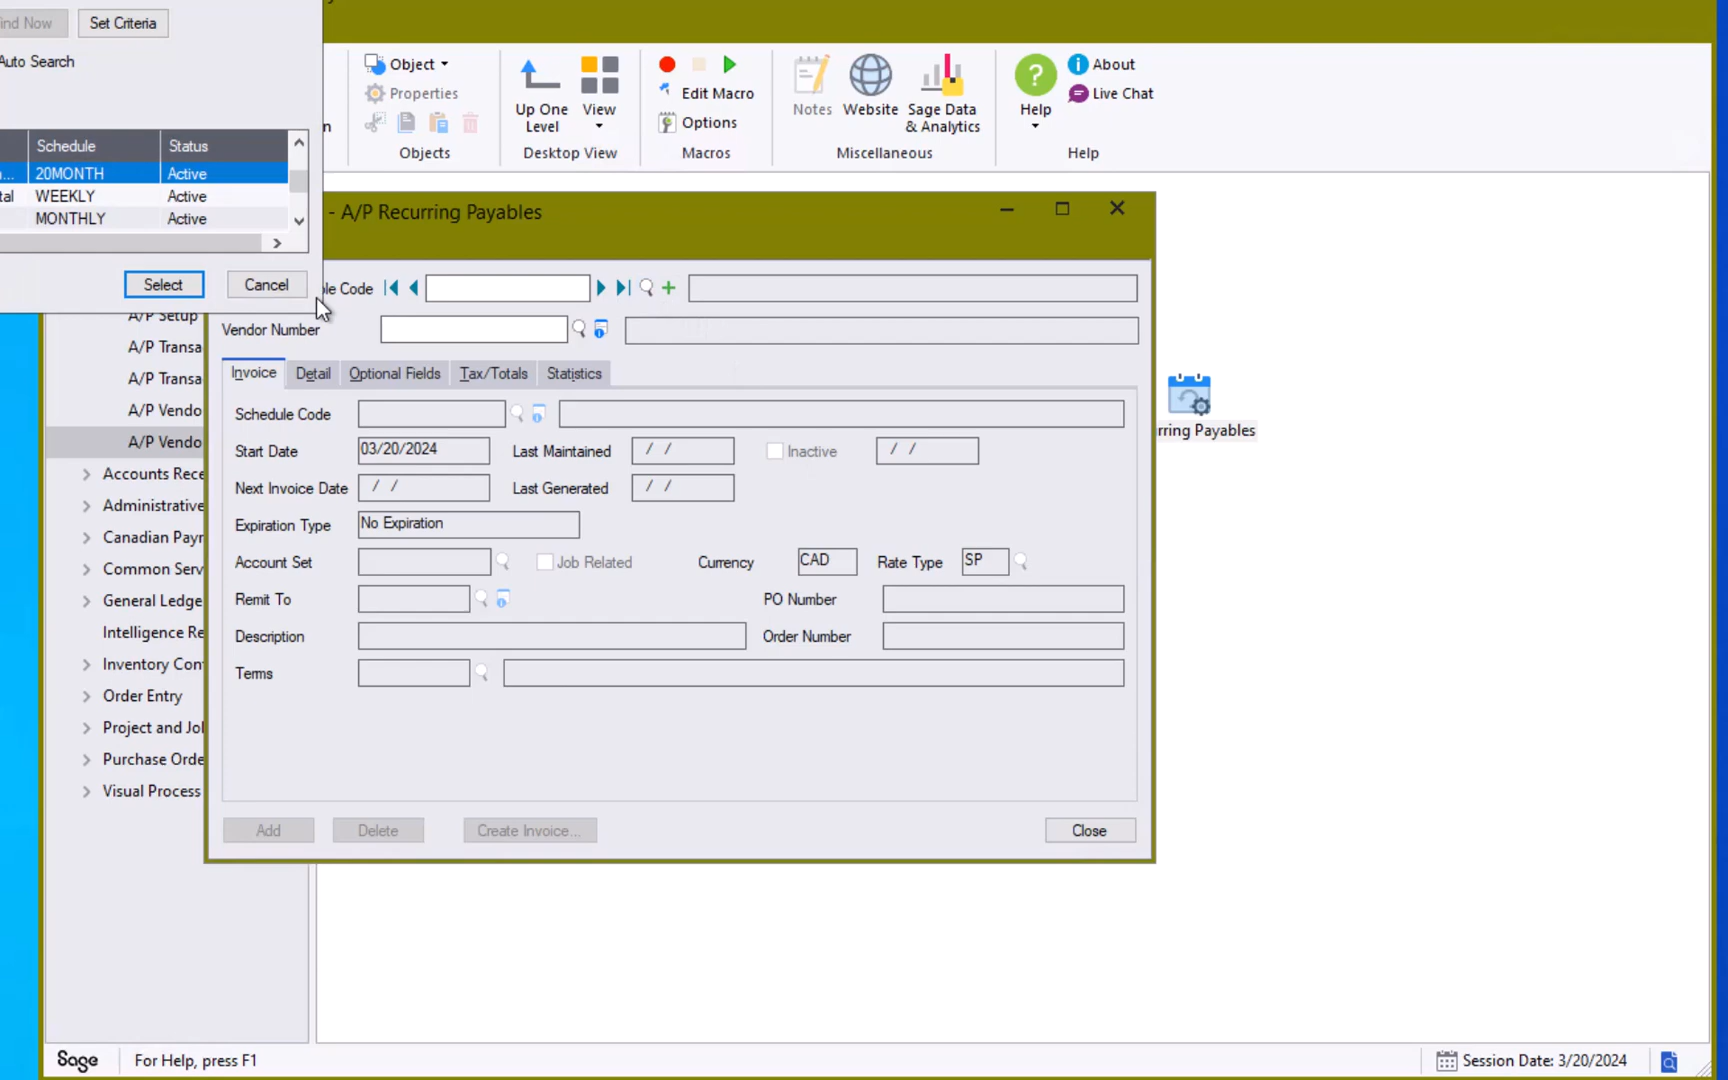 Find Now Set Criteria
Auto Search
Schedule Status
20MONTH Active
WEEKLY Active
MONTHLY Active
Select Cancel
Object
Properties
Objects
Up One Level
View
Desktop View
Edit Macro
Options
Macros
Notes
Website
Sage Data
& Analytics
Miscellaneous
Help
About
Live Chat
Help
- A/P Recurring Payables
Code
Vendor Number
Invoice Detail Optional Fields Tax/Totals Statistics
Schedule Code
Start Date 03/20/2024 Last Maintained / / Inactive / /
Next Invoice Date / / Last Generated / /
Expiration Type No Expiration
Account Set Job Related Currency CAD Rate Type SP
Remit To PO Number
Description Order Number
Terms
Add Delete Create Invoice... Close
A/P Setup
A/P Transa
A/P Transa
A/P Vendo
A/P Vendo
Accounts Rece
Administrative
Canadian Payr
Common Serv
General Ledge
Intelligence Re
Inventory Con
Order Entry
Project and Jol
Purchase Orde
Visual Process
rring Payables
Sage For Help, press F1 Session Date: 3/20/2024